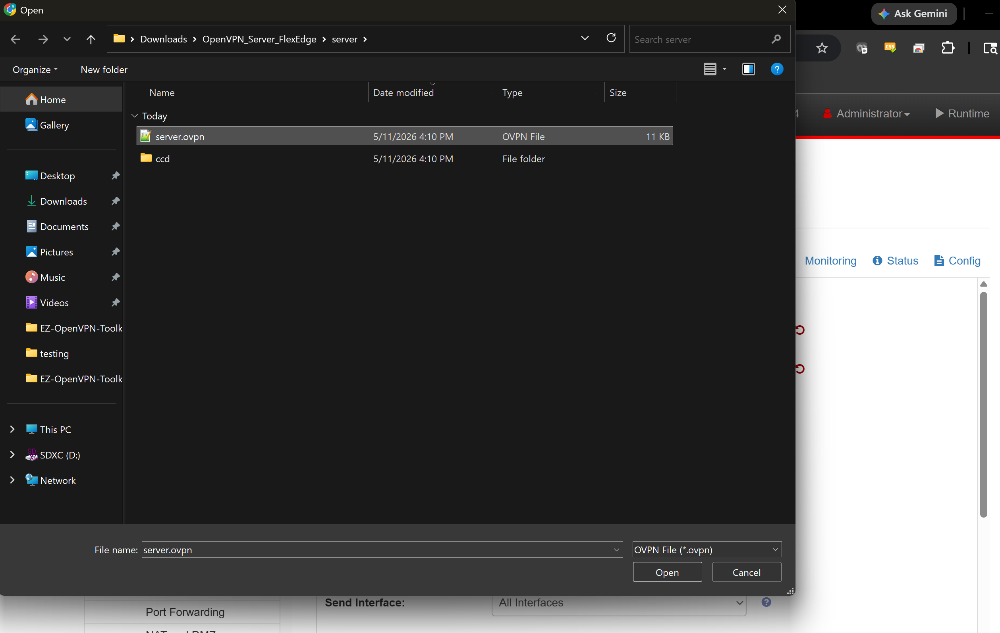 Open
Ask Gemini
Downloads OpenVPN_Server_FlexEdge server
Search server
CSS
Organize New folder
?
Name Date modified Type Size
Home
Gallery
Today
server.ovpn 5/11/2026 4:10 PM OVPN File 11 KB
ccd 5/11/2026 4:10 PM File folder
4 Administrator Runtime
Desktop
Downloads
Documents
Pictures
Music
Videos
EZ-OpenVPN-Toolk
testing
EZ-OpenVPN-Toolk
This PC
SDXC (D:)
Network
Monitoring Status Config
File name: server.ovpn OVPN File (*.ovpn)
Open Cancel
Send Interface: All Interfaces ?
Port Forwarding